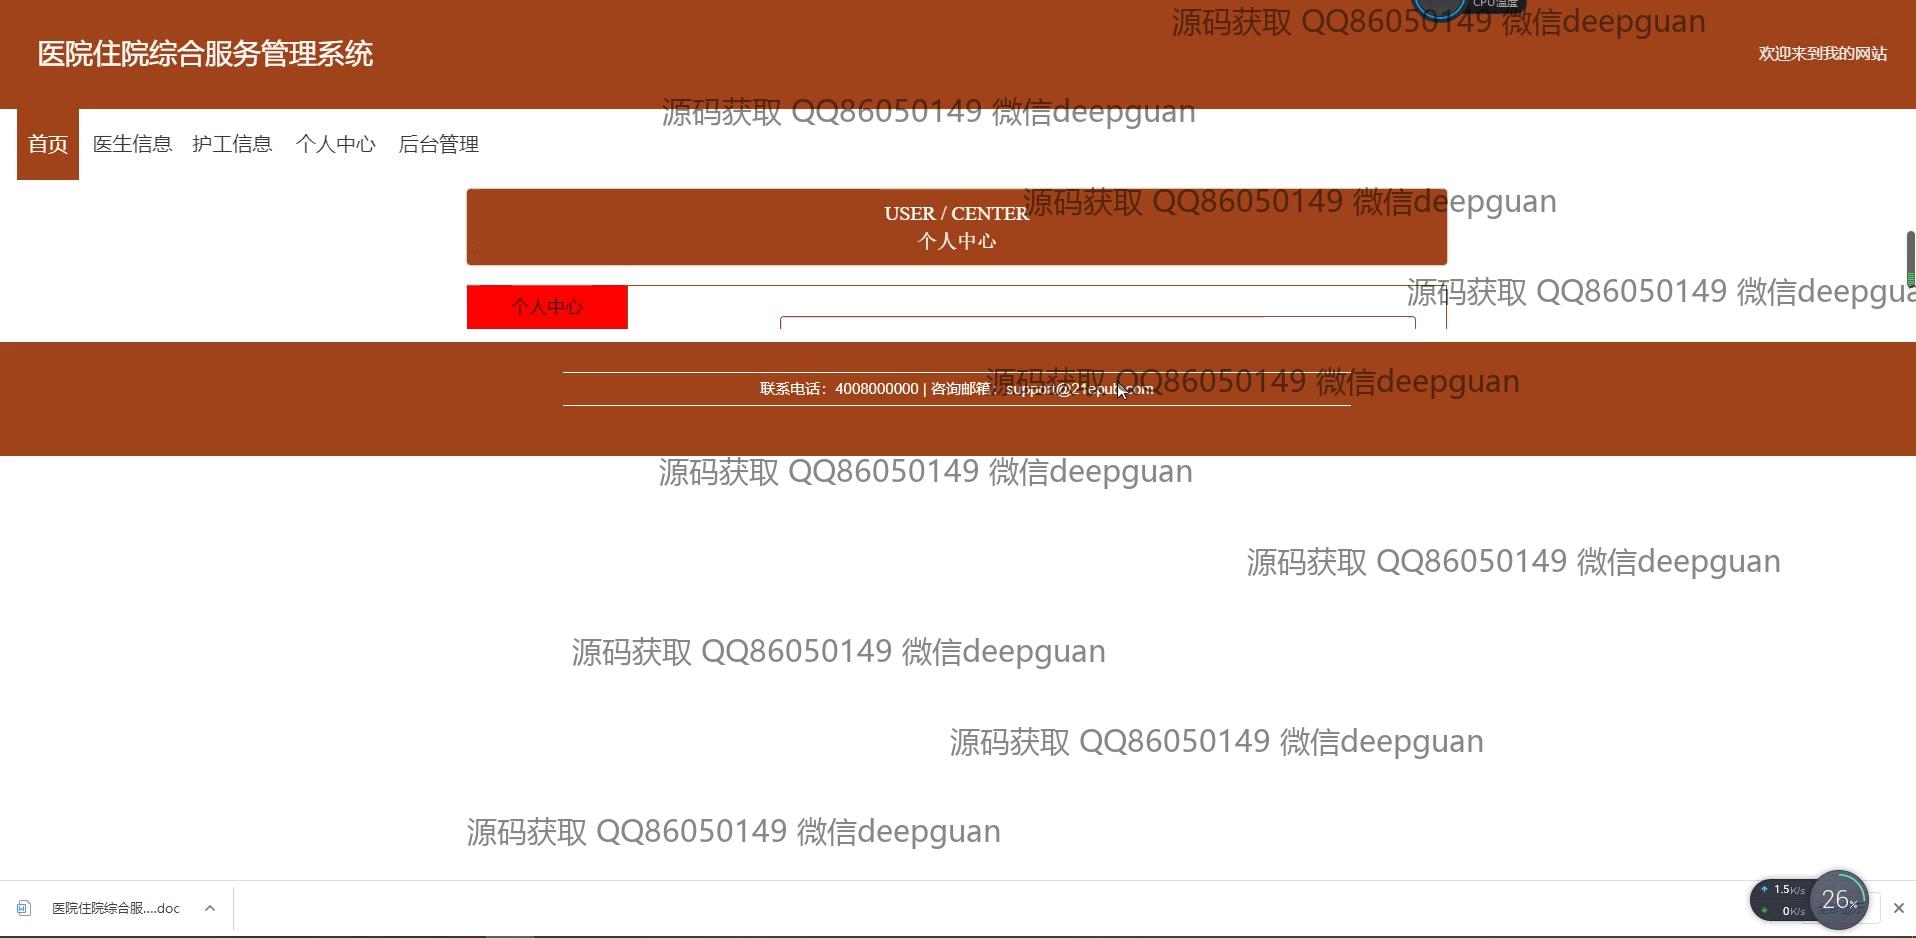 CPU温度
源码获取 QQ86050149 微信deepguan
医院住院综合服务管理系统
欢迎来到我的网站
源码获取 QQ86050149 微信deepguan
首页 医生信息 护工信息 个人中心 后台管理
源码获取 QQ86050149 微信deepguan
USER / CENTER
个人中心
源码获取 QQ86050149 微信deepgua
个人中心
源码获取 QQ86050149 微信deepguan
联系电话：4008000000 | 咨询邮箱：support@21epub.com
源码获取 QQ86050149 微信deepguan
源码获取 QQ86050149 微信deepguan
源码获取 QQ86050149 微信deepguan
源码获取 QQ86050149 微信deepguan
源码获取 QQ86050149 微信deepguan
医院住院综合服....doc
1.5K/s
0K/s
26%